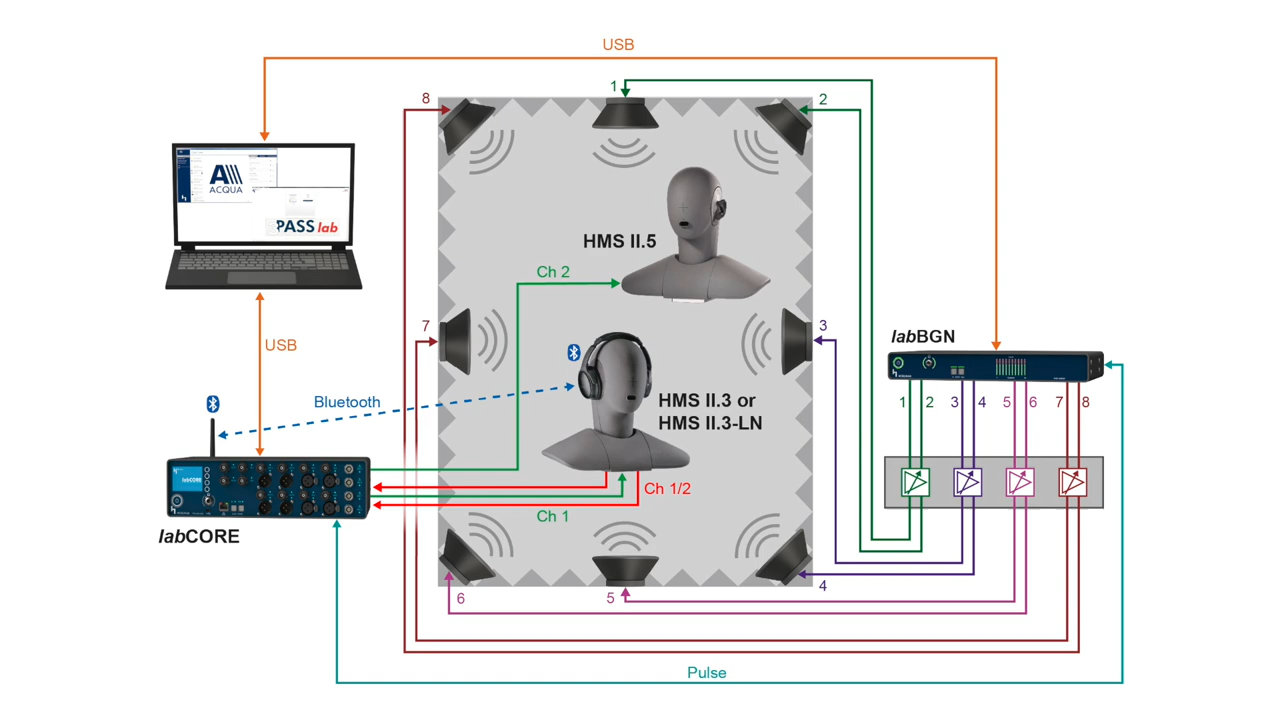 USB
1
8
2
ACQUA
PASS lab
HMS II.5
Ch 2
7
3
USB
labBGN
Bluetooth
HMS II.3 or
HMS II.3-LN
1 2 3 4 5 6 7 8
labCORE
Ch 1/2
Ch 1
labCORE
6
5
4
Pulse